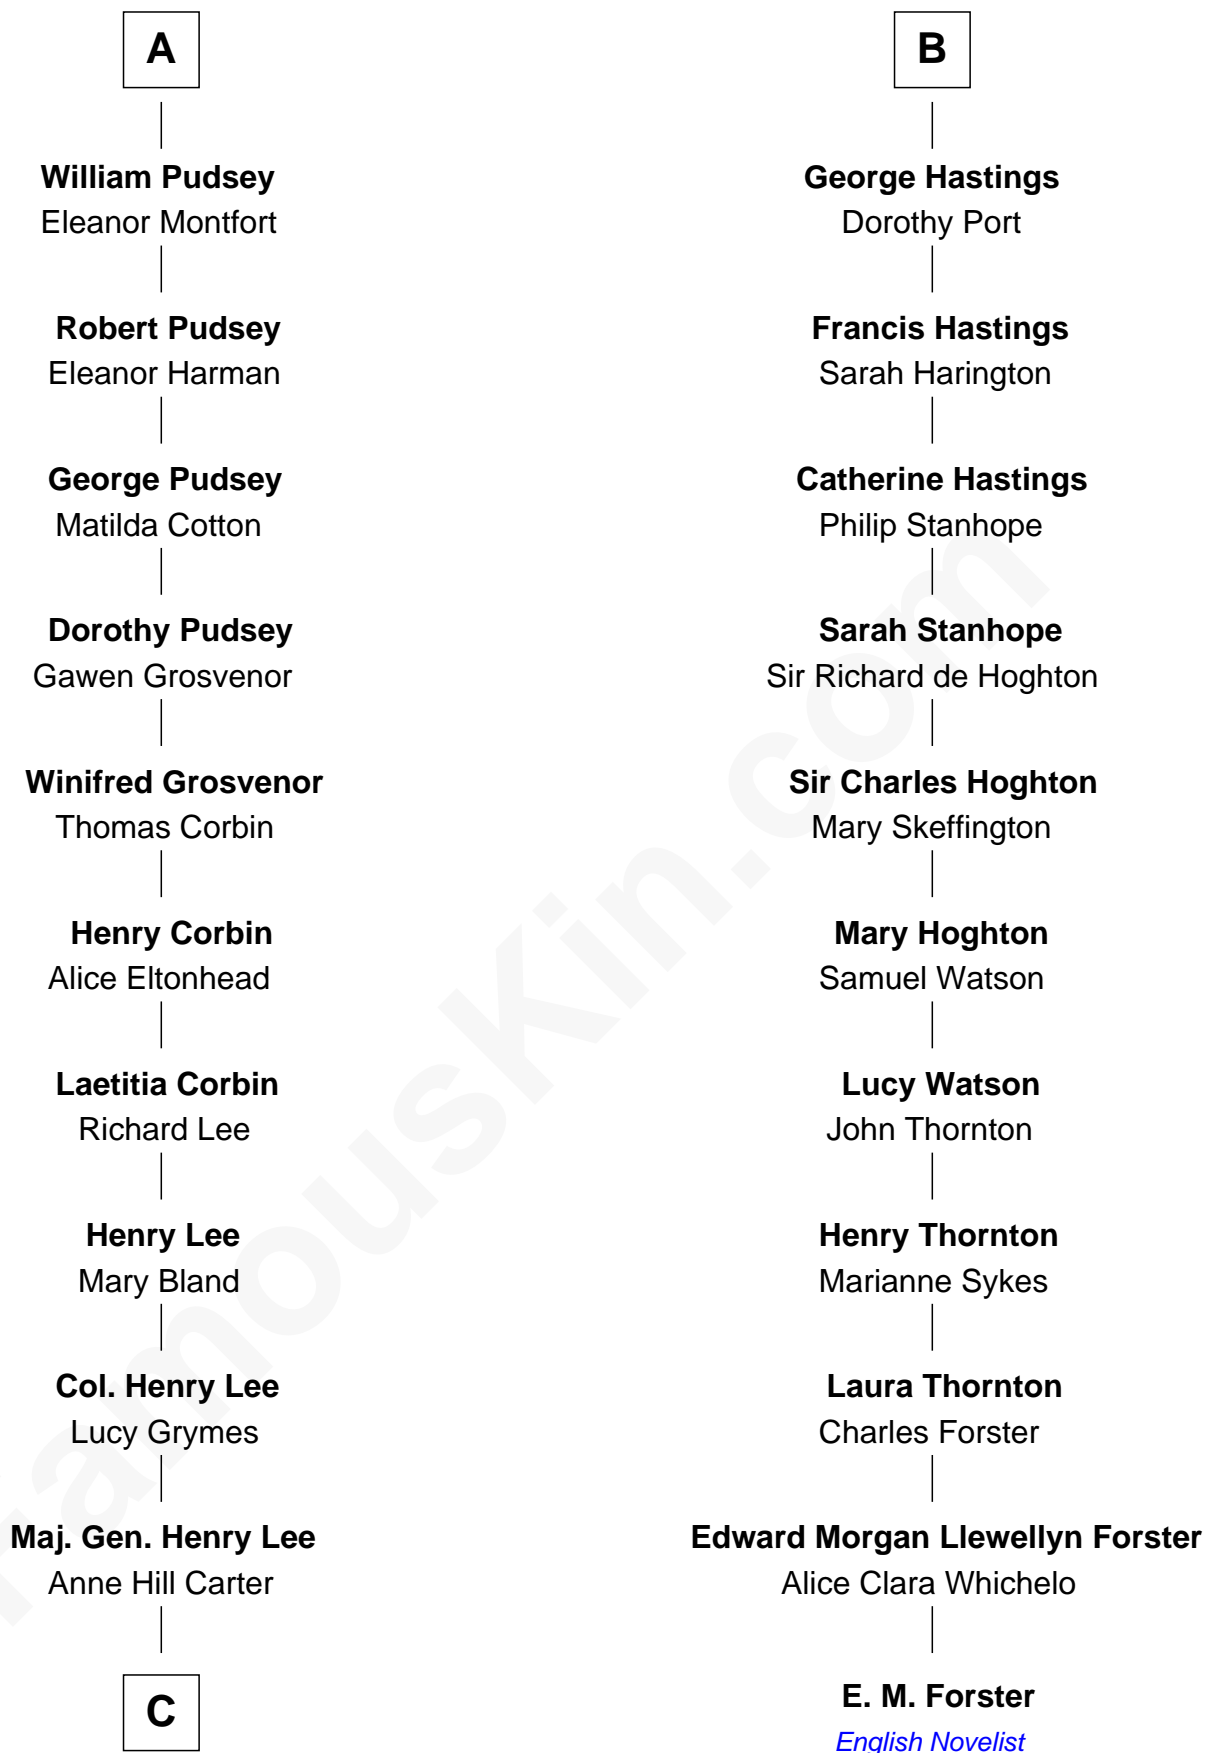 A
William Pudsey
Eleanor Montfort
Robert Pudsey
Eleanor Harman
George Pudsey
Matilda Cotton
Dorothy Pudsey
Gawen Grosvenor
Winifred Grosvenor
Thomas Corbin
Henry Corbin
Alice Eltonhead
Laetitia Corbin
Richard Lee
Henry Lee
Mary Bland
Col. Henry Lee
Lucy Grymes
Maj. Gen. Henry Lee
Anne Hill Carter
C
B
George Hastings
Dorothy Port
Francis Hastings
Sarah Harington
Catherine Hastings
Philip Stanhope
Sarah Stanhope
Sir Richard de Hoghton
Sir Charles Hoghton
Mary Skeffington
Mary Hoghton
Samuel Watson
Lucy Watson
John Thornton
Henry Thornton
Marianne Sykes
Laura Thornton
Charles Forster
Edward Morgan Llewellyn Forster
Alice Clara Whichelo
E. M. Forster
English Novelist
FamousKin.com